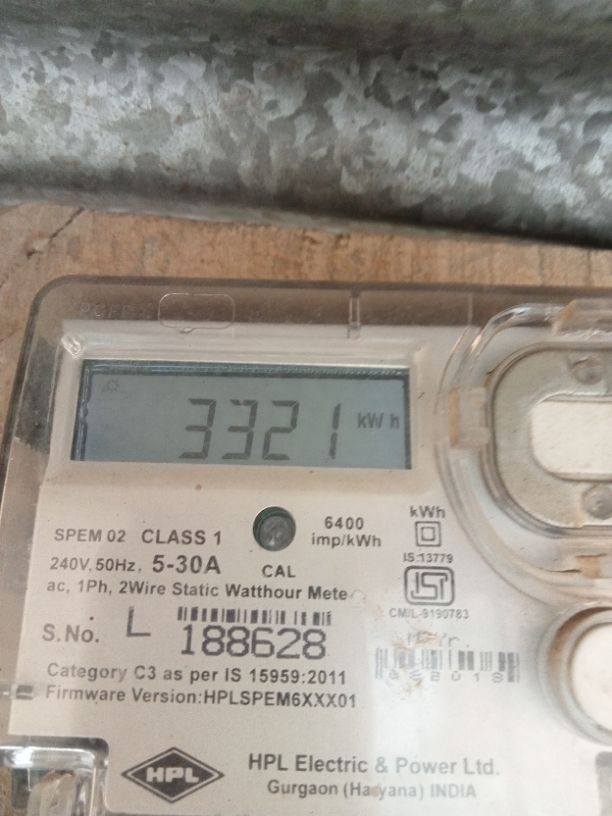 3321 kWh
SPEM 02 CLASS 1
240V, 50Hz, 5-30A
ac, 1Ph, 2Wire Static Watthour Mete
CAL
6400
imp/kWh
kWh
IS:13779
CM/L-9190783
S.No. L 188628
Category C3 as per IS 15959:2011
Firmware Version:HPLSPEM6XXX01
HPL
HPL Electric & Power Ltd.
Gurgaon (Haryana) INDIA